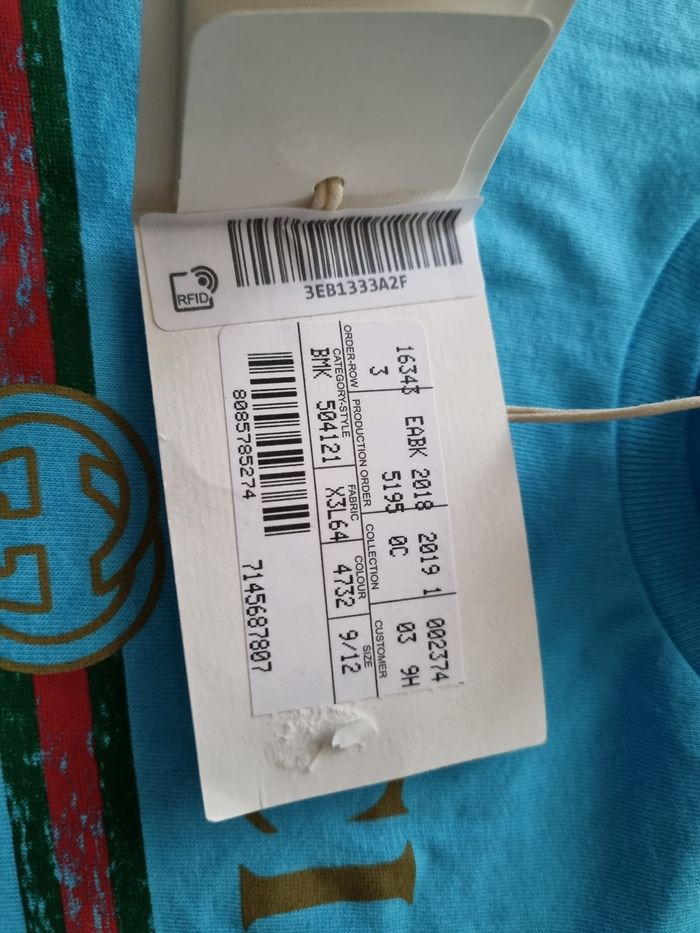 RFID
3EB1333A2F
16343 EABK 2018 2019 1 002374
3 5195 0C 03 9H
ORDER-ROW PRODUCTION ORDER COLLECTION CUSTOMER
CATEGORY-STYLE FABRIC COLOUR SIZE
BMK 504121 X3L64 4732 9/12
8085785274 7145687807
CI